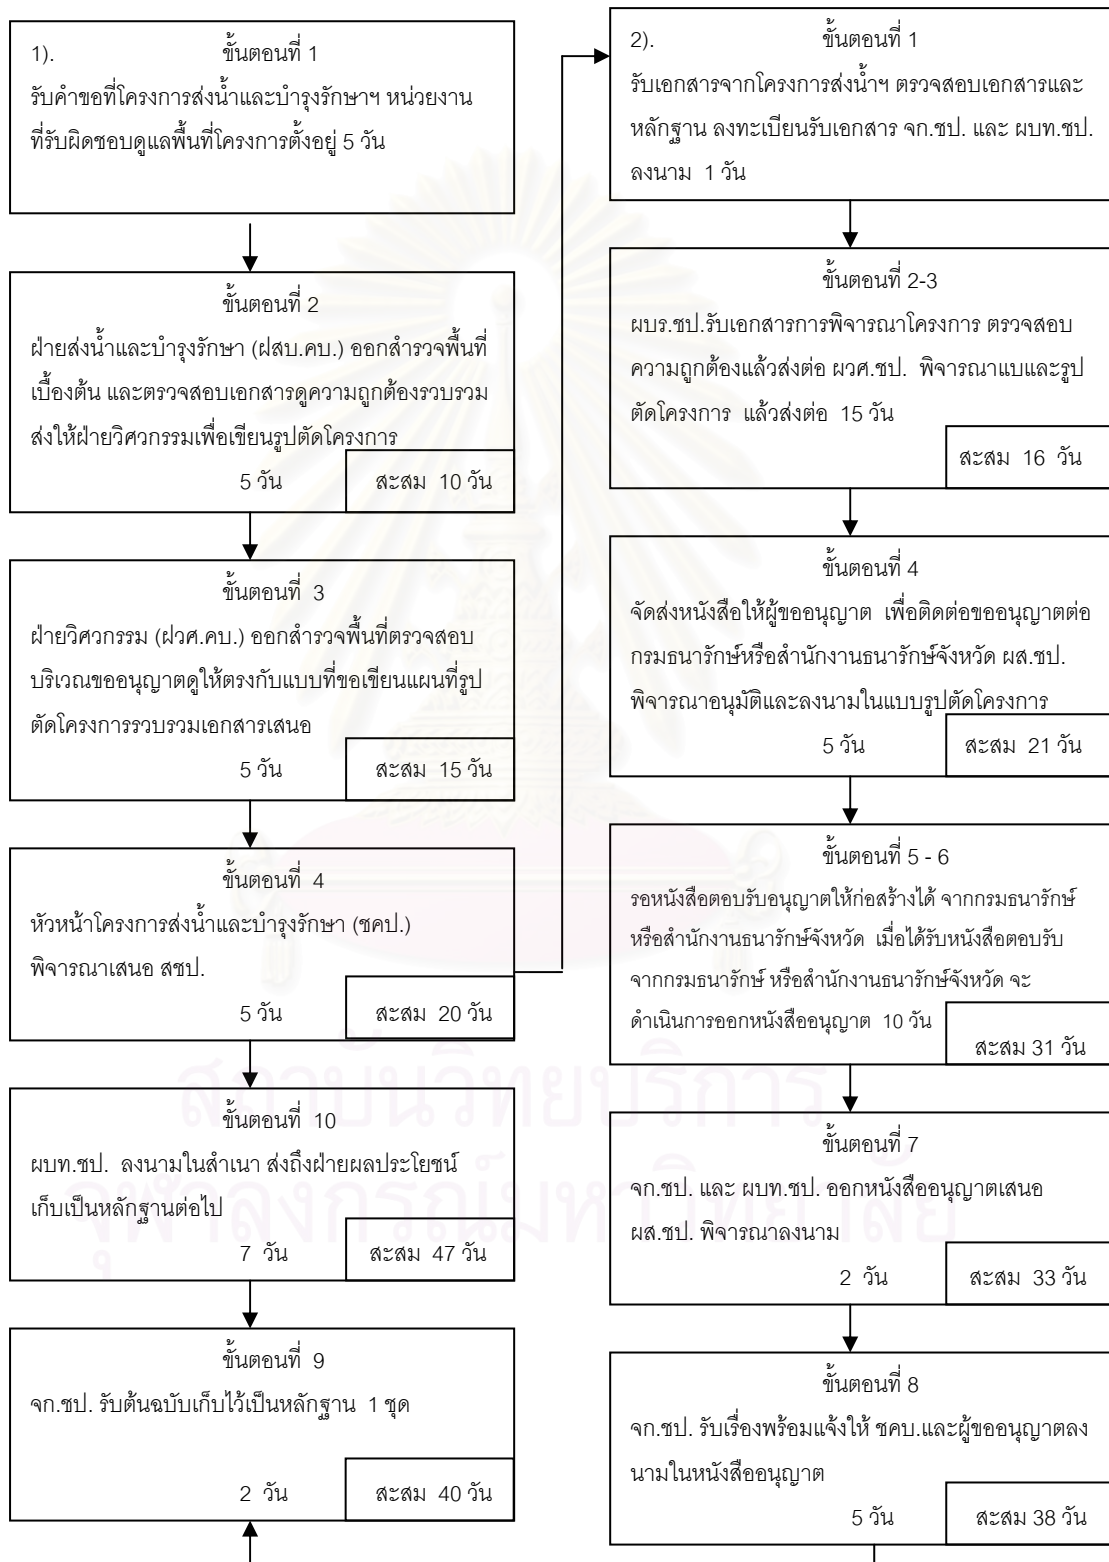 1). ขั้นตอนที่ 1
รับคำขอที่โครงการส่งน้ำและบำรุงรักษาฯ หน่วยงาน
ที่รับผิดชอบดูแลพื้นที่โครงการตั้งอยู่ 5 วัน
ขั้นตอนที่ 2
ฝ่ายส่งน้ำและบำรุงรักษา (ฝสบ.คบ.) ออกสำรวจพื้นที่
เบื้องต้น และตรวจสอบเอกสารดูความถูกต้องรวบรวม
ส่งให้ฝ่ายวิศวกรรมเพื่อเขียนรูปตัดโครงการ
5 วัน สะสม 10 วัน
ขั้นตอนที่ 3
ฝ่ายวิศวกรรม (ฝวศ.คบ.) ออกสำรวจพื้นที่ตรวจสอบ
บริเวณขออนุญาตดูให้ตรงกับแบบที่ขอเขียนแผนที่รูป
ตัดโครงการรวบรวมเอกสารเสนอ
5 วัน สะสม 15 วัน
ขั้นตอนที่ 4
หัวหน้าโครงการส่งน้ำและบำรุงรักษา (ชคป.)
พิจารณาเสนอ สชป.
5 วัน สะสม 20 วัน
ขั้นตอนที่ 10
ผบท.ชป. ลงนามในสำเนา ส่งถึงฝ่ายผลประโยชน์
เก็บเป็นหลักฐานต่อไป
7 วัน สะสม 47 วัน
ขั้นตอนที่ 9
จก.ชป. รับต้นฉบับเก็บไว้เป็นหลักฐาน 1 ชุด
2 วัน สะสม 40 วัน
2). ขั้นตอนที่ 1
รับเอกสารจากโครงการส่งน้ำฯ ตรวจสอบเอกสารและ
หลักฐาน ลงทะเบียนรับเอกสาร จก.ชป. และ ผบท.ชป.
ลงนาม 1 วัน
ขั้นตอนที่ 2-3
ผบร.ชป.รับเอกสารการพิจารณาโครงการ ตรวจสอบ
ความถูกต้องแล้วส่งต่อ ผวศ.ชป. พิจารณาแบและรูป
ตัดโครงการ แล้วส่งต่อ 15 วัน
สะสม 16 วัน
ขั้นตอนที่ 4
จัดส่งหนังสือให้ผู้ขออนุญาต เพื่อติดต่อขออนุญาตต่อ
กรมธนารักษ์หรือสำนักงานธนารักษ์จังหวัด ผส.ชป.
พิจารณาอนุมัติและลงนามในแบบรูปตัดโครงการ
5 วัน สะสม 21 วัน
ขั้นตอนที่ 5 - 6
รอหนังสือตอบรับอนุญาตให้ก่อสร้างได้ จากกรมธนารักษ์
หรือสำนักงานธนารักษ์จังหวัด เมื่อได้รับหนังสือตอบรับ
จากกรมธนารักษ์ หรือสำนักงานธนารักษ์จังหวัด จะ
ดำเนินการออกหนังสืออนุญาต 10 วัน
สะสม 31 วัน
ขั้นตอนที่ 7
จก.ชป. และ ผบท.ชป. ออกหนังสืออนุญาตเสนอ
ผส.ชป. พิจารณาลงนาม
2 วัน สะสม 33 วัน
ขั้นตอนที่ 8
จก.ชป. รับเรื่องพร้อมแจ้งให้ ชคบ.และผู้ขออนุญาตลง
นามในหนังสืออนุญาต
5 วัน สะสม 38 วัน
สถาบันวิทยบริการ
จุฬาลงกรณ์มหาวิทยาลัย